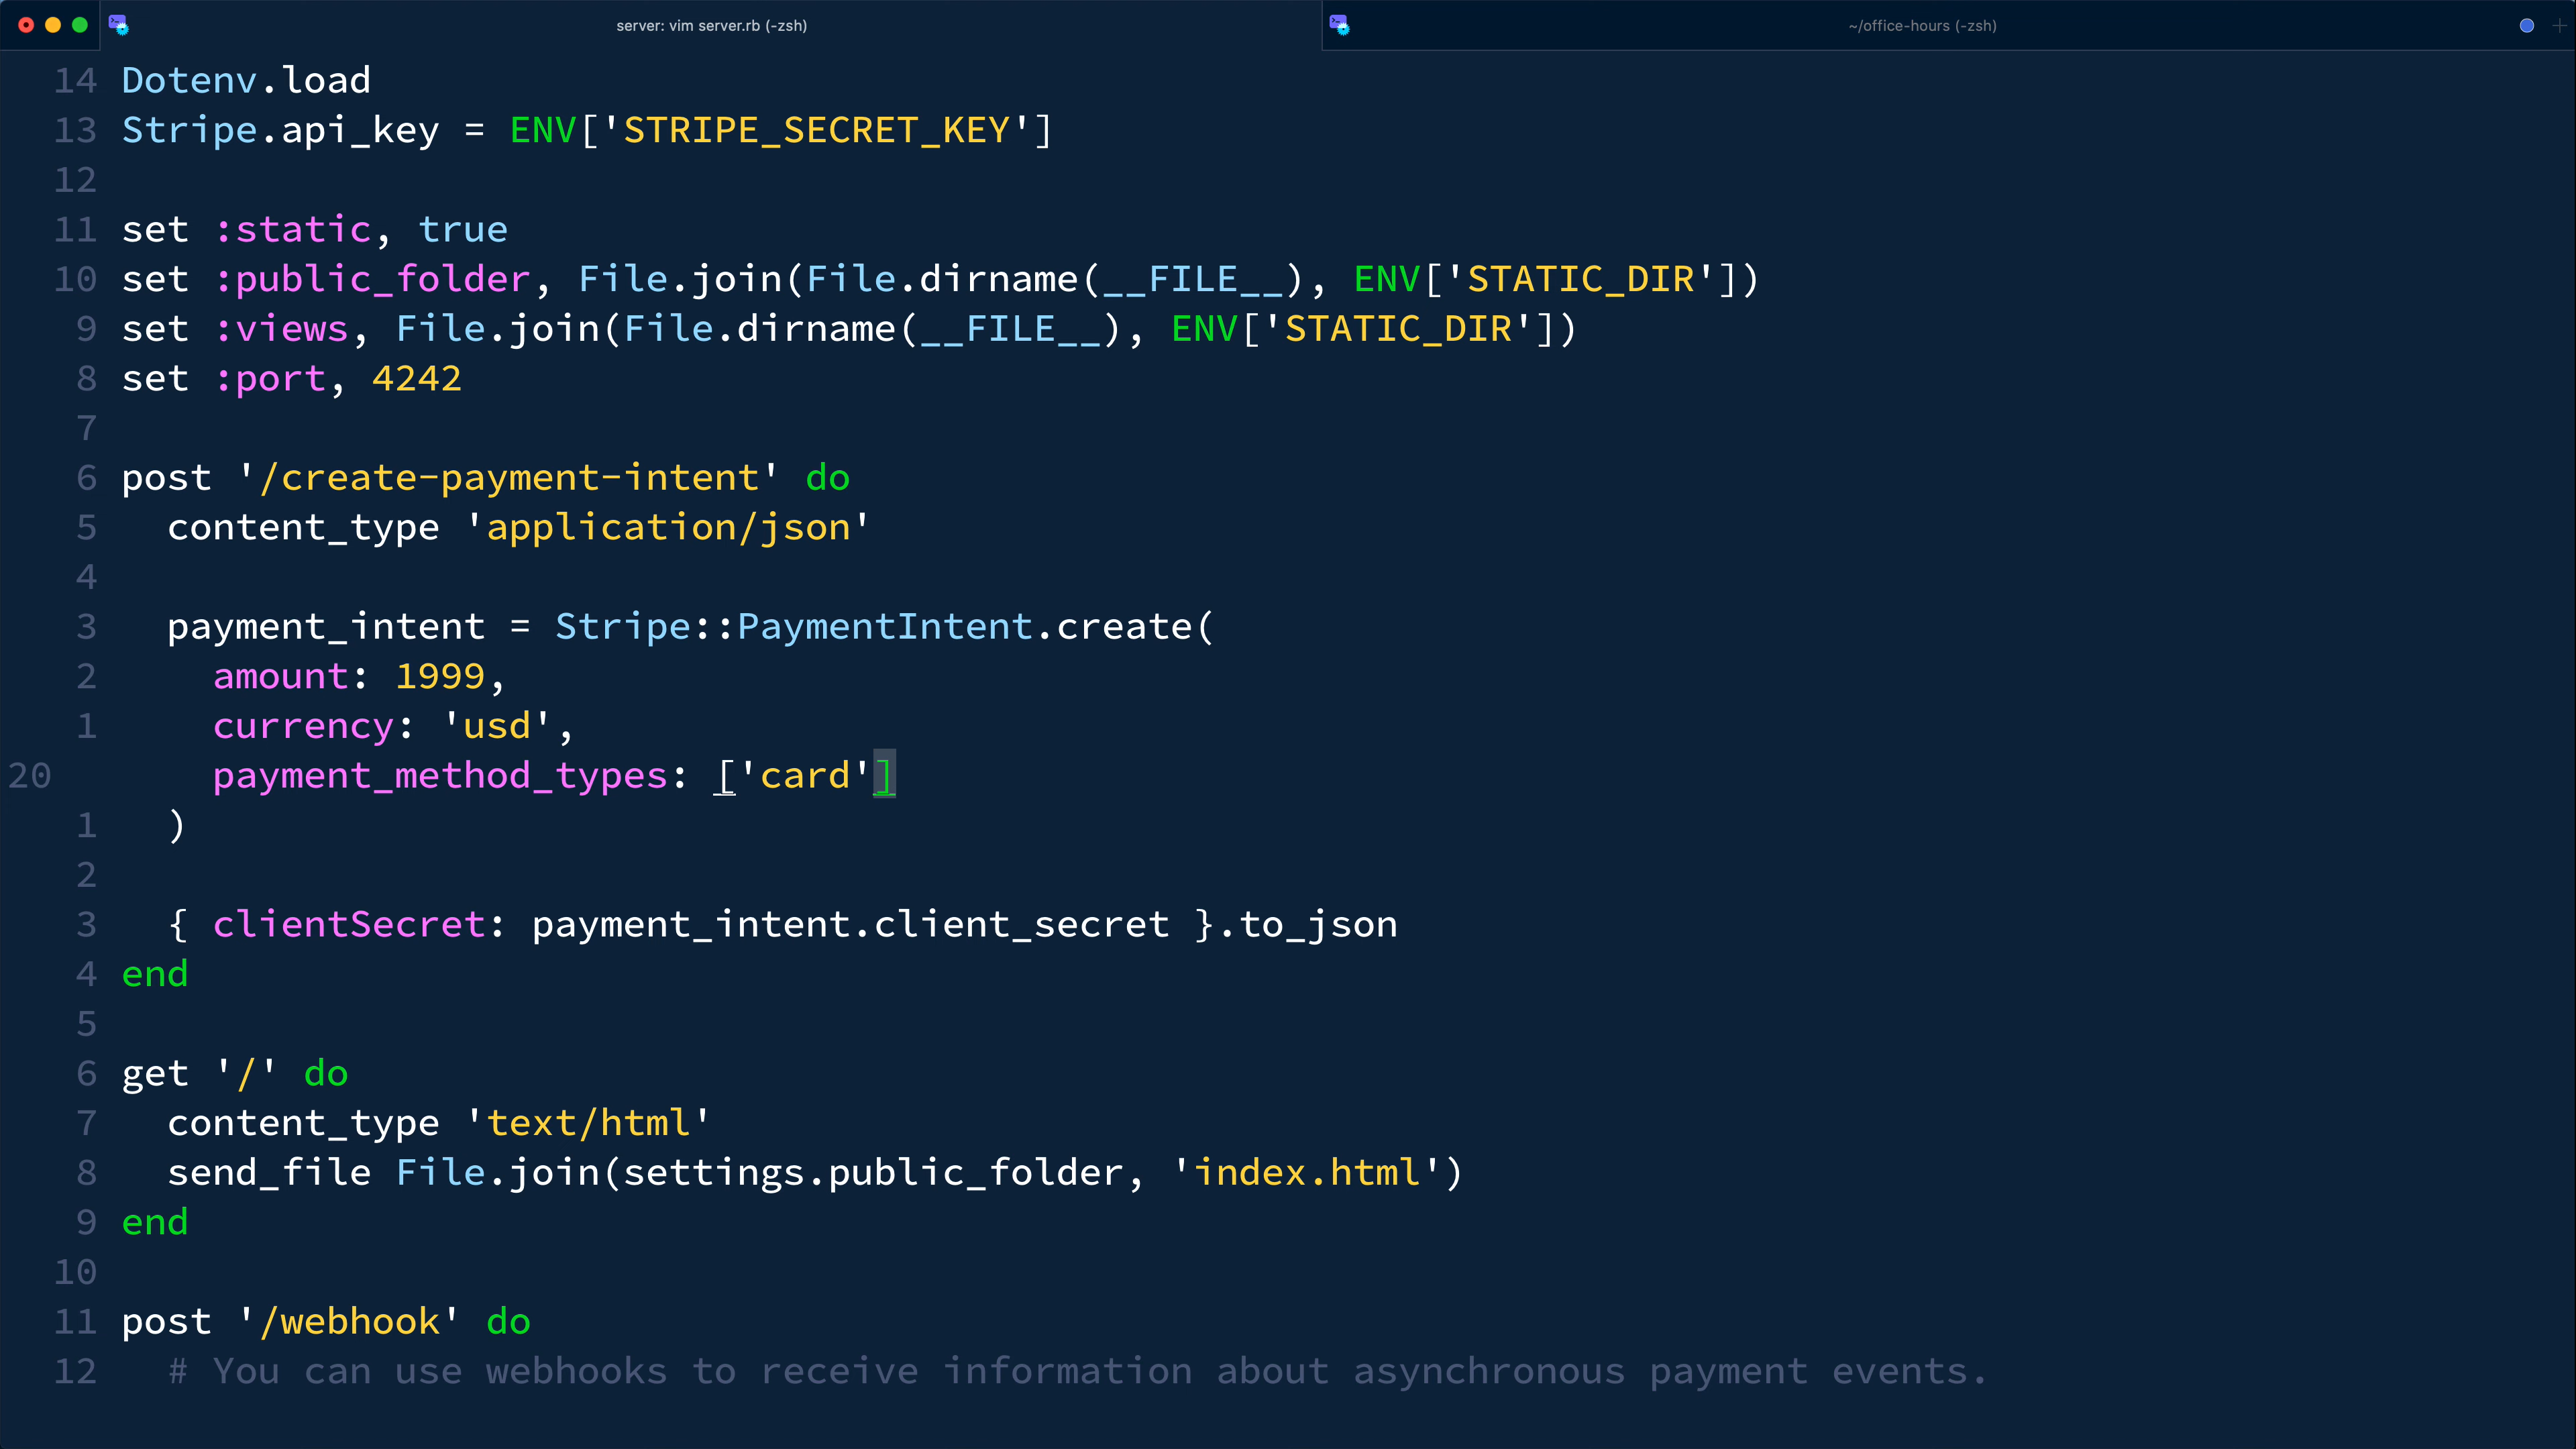 server: vim server.rb (-zsh)
~/office-hours (-zsh)
14 Dotenv.load
13 Stripe.api_key = ENV['STRIPE_SECRET_KEY']
12
11 set :static, true
10 set :public_folder, File.join(File.dirname(__FILE__), ENV['STATIC_DIR'])
9 set :views, File.join(File.dirname(__FILE__), ENV['STATIC_DIR'])
8 set :port, 4242
7
6 post '/create-payment-intent' do
5   content_type 'application/json'
4
3   payment_intent = Stripe::PaymentIntent.create(
2     amount: 1999,
1     currency: 'usd',
20     payment_method_types: ['card']
1   )
2
3   { clientSecret: payment_intent.client_secret }.to_json
4 end
5
6 get '/' do
7   content_type 'text/html'
8   send_file File.join(settings.public_folder, 'index.html')
9 end
10
11 post '/webhook' do
12   # You can use webhooks to receive information about asynchronous payment events.